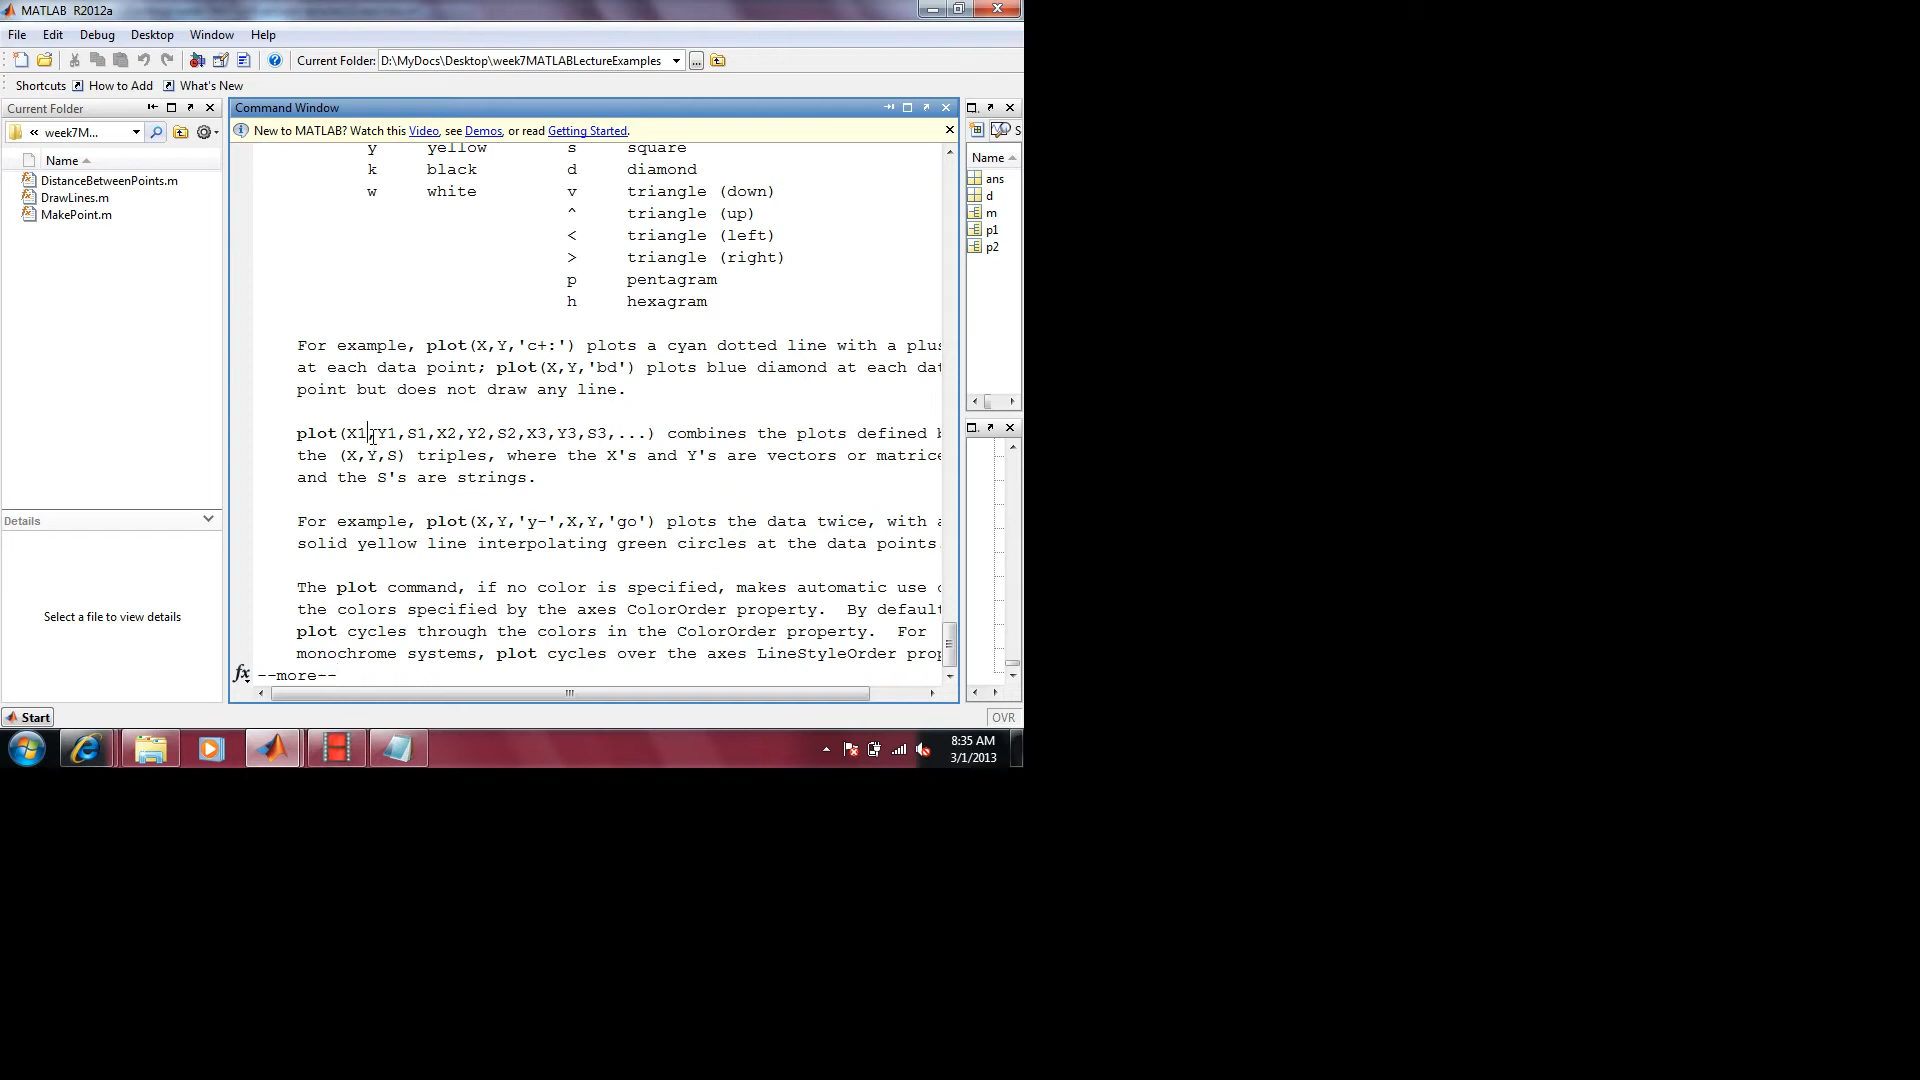 MATLAB R2012a
File Edit Debug Desktop Window Help
Current Folder: D:\MyDocs\Desktop\week7MATLABLectureExamples
Shortcuts How to Add What's New
Current Folder
« week7M...
Name
DistanceBetweenPoints.m
DrawLines.m
MakePoint.m
Details
Select a file to view details
Command Window
New to MATLAB? Watch this Video, see Demos, or read Getting Started.
y yellow s square
k black d diamond
w white v triangle (down)
^ triangle (up)
< triangle (left)
> triangle (right)
p pentagram
h hexagram
For example, plot(X,Y,'c+:') plots a cyan dotted line with a plus
at each data point; plot(X,Y,'bd') plots blue diamond at each dat
point but does not draw any line.
plot(X1,Y1,S1,X2,Y2,S2,X3,Y3,S3,...) combines the plots defined b
the (X,Y,S) triples, where the X's and Y's are vectors or matrice
and the S's are strings.
For example, plot(X,Y,'y-',X,Y,'go') plots the data twice, with a
solid yellow line interpolating green circles at the data points.
The plot command, if no color is specified, makes automatic use o
the colors specified by the axes ColorOrder property. By default
plot cycles through the colors in the ColorOrder property. For
monochrome systems, plot cycles over the axes LineStyleOrder prop
fx --more--
S
Name
ans
d
m
p1
p2
Start
OVR
8:35 AM
3/1/2013